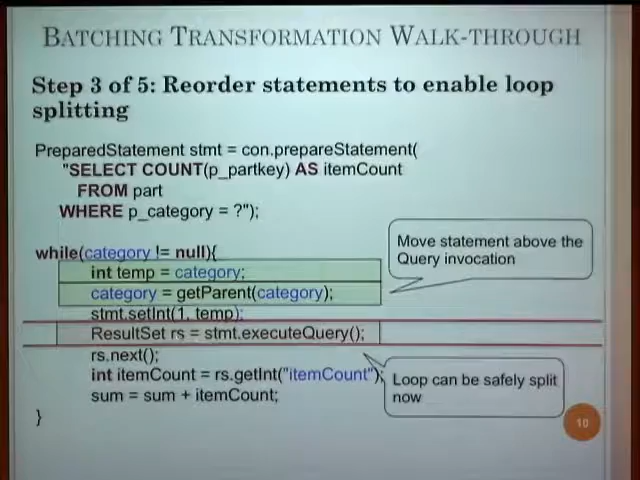 BATCHING TRANSFORMATION WALK-THROUGH
Step 3 of 5: Reorder statements to enable loop
splitting
PreparedStatement stmt = con.prepareStatement(
"SELECT COUNT(p_partkey) AS itemCount
FROM part
WHERE p_category = ?");
while(category != null){
int temp = category;
category = getParent(category);
stmt.setInt(1, temp);
ResultSet rs = stmt.executeQuery();
rs.next();
int itemCount = rs.getInt("itemCount");
sum = sum + itemCount;
}
Move statement above the
Query invocation
Loop can be safely split
now
10